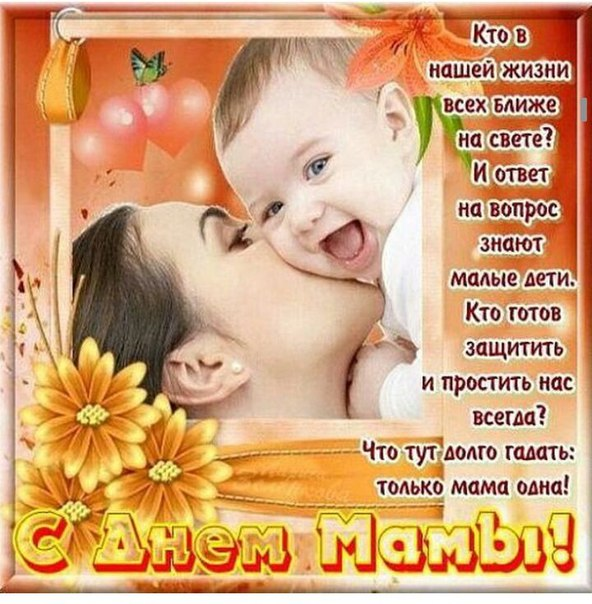 Кто в
нашей жизни
всех ближе
на свете?
И ответ
на вопрос
знают
малые дети.
Кто готов
защитить
и простить нас
всегда?
Что тут долго гадать:
только мама одна!
С Днем Мамы!